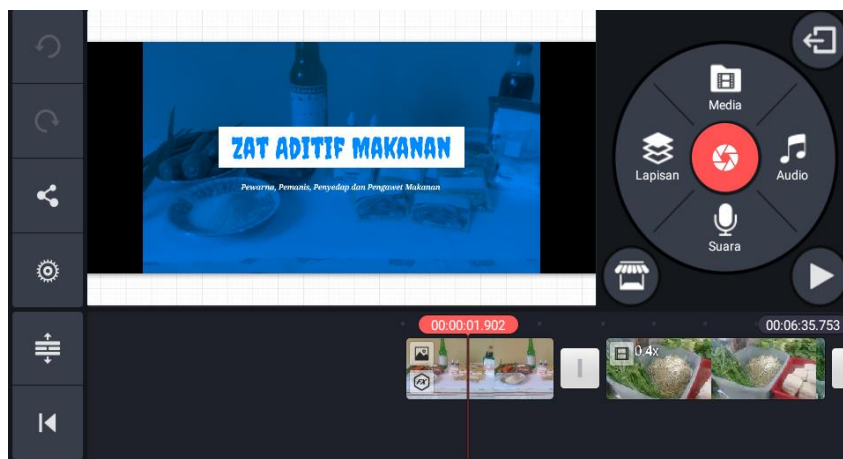 ZAT ADITIF MAKANAN
Pewarna, Pemanis, Penyedap dan Pengawet Makanan
Media
Lapisan
Audio
Suara
00:00:01.902
00:06:35.753
FX
0.4x